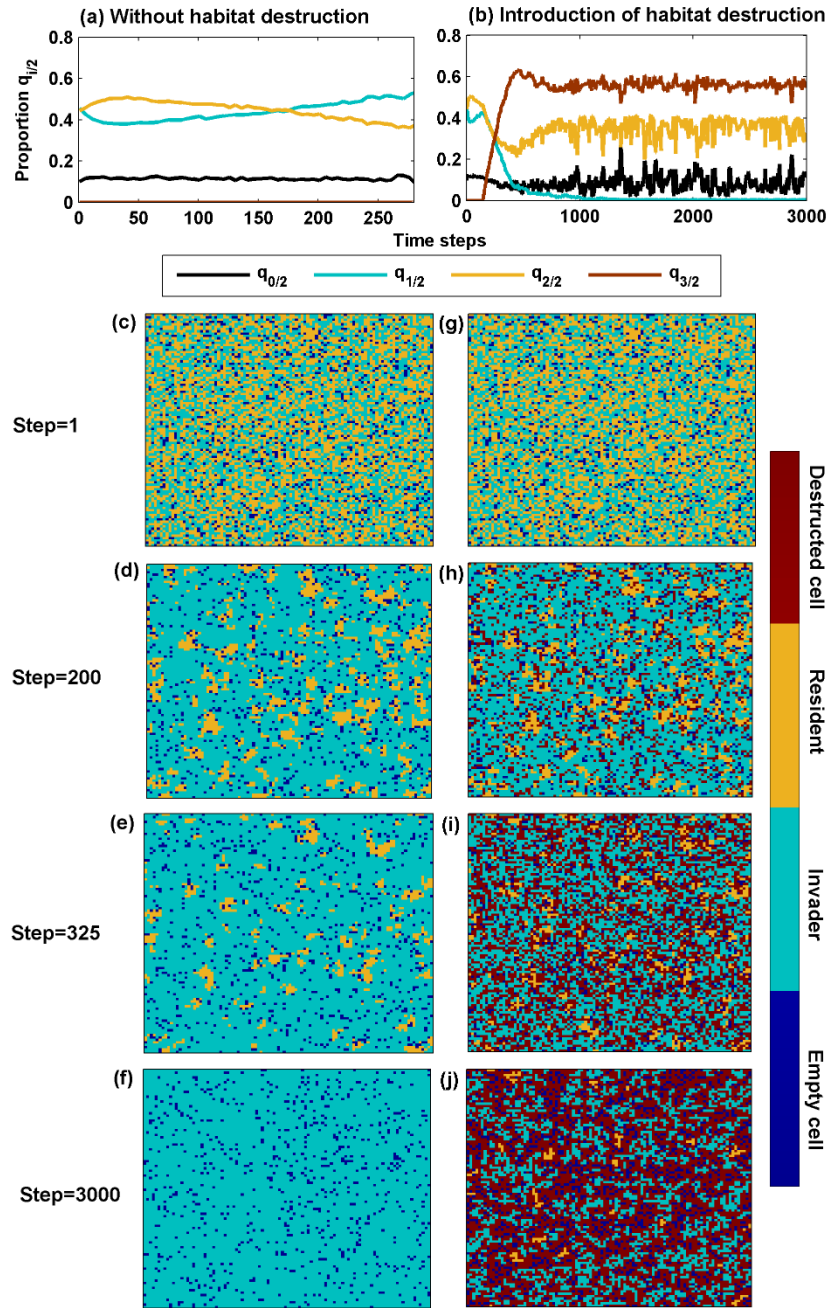 (a) Without habitat destruction
(b) Introduction of habitat destruction
Proportion q_{i/2}
0.8
0.6
0.4
0.2
0
0 50 100 150 200 250
0.8
0.6
0.4
0.2
0
0 1000 2000 3000
Time steps
q_{0/2} q_{1/2} q_{2/2} q_{3/2}
(c) (g)
Step=1
(d) (h)
Step=200
(e) (i)
Step=325
(f) (j)
Step=3000
Destructed cell
Resident
Invader
Empty cell